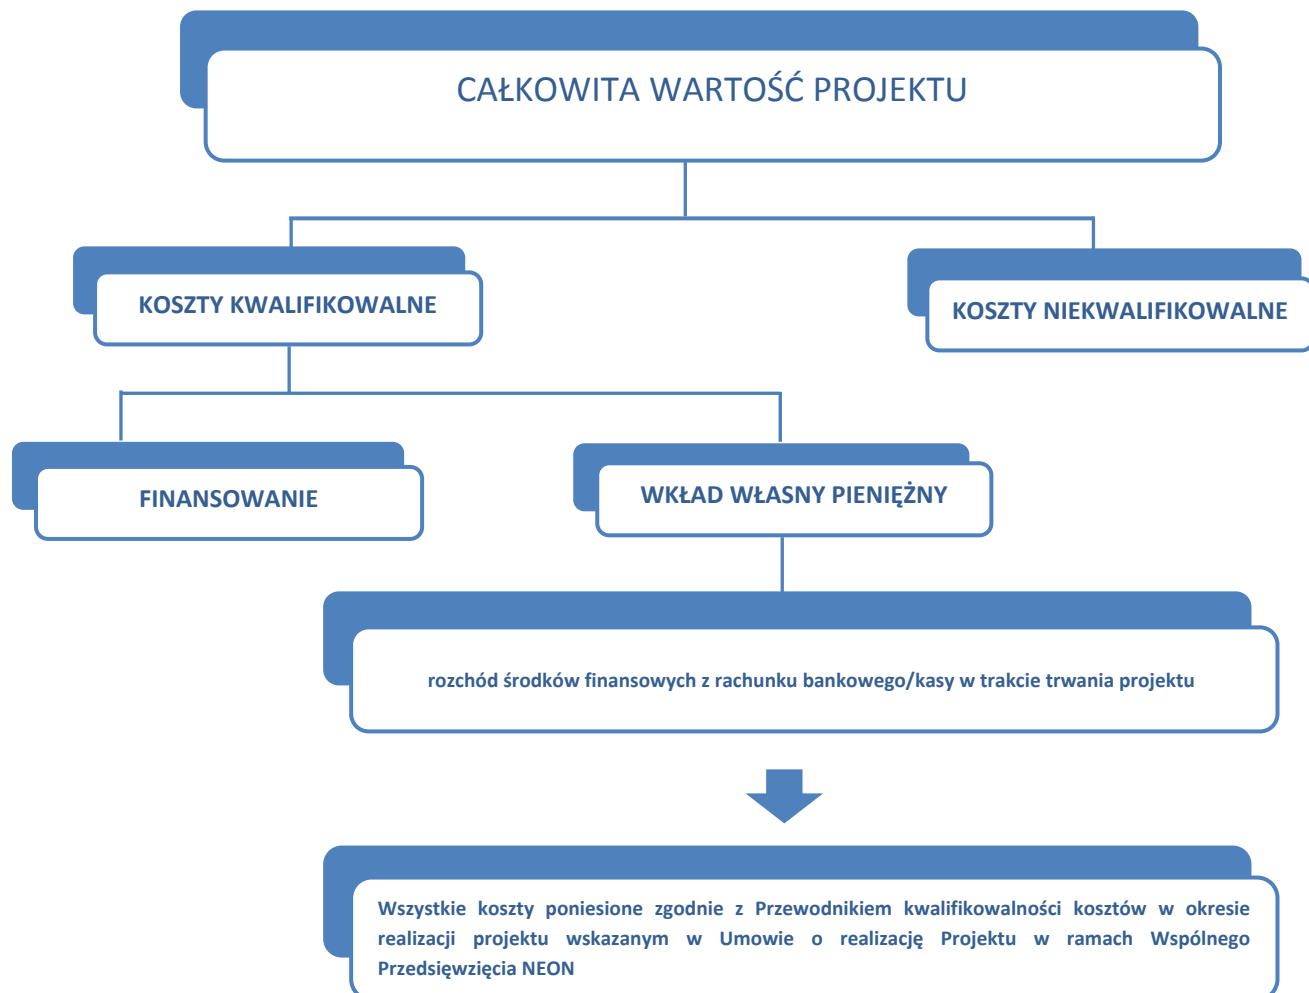 CAŁKOWITA WARTOŚĆ PROJEKTU
KOSZTY KWALIFIKOWALNE
KOSZTY NIEKWALIFIKOWALNE
FINANSOWANIE
WKŁAD WŁASNY PIENIĘŻNY
rozchód środków finansowych z rachunku bankowego/kasy w trakcie trwania projektu
Wszystkie koszty poniesione zgodnie z Przewodnikiem kwalifikowalności kosztów w okresie
realizacji projektu wskazanym w Umowie o realizację Projektu w ramach Wspólnego
Przedsięwzięcia NEON